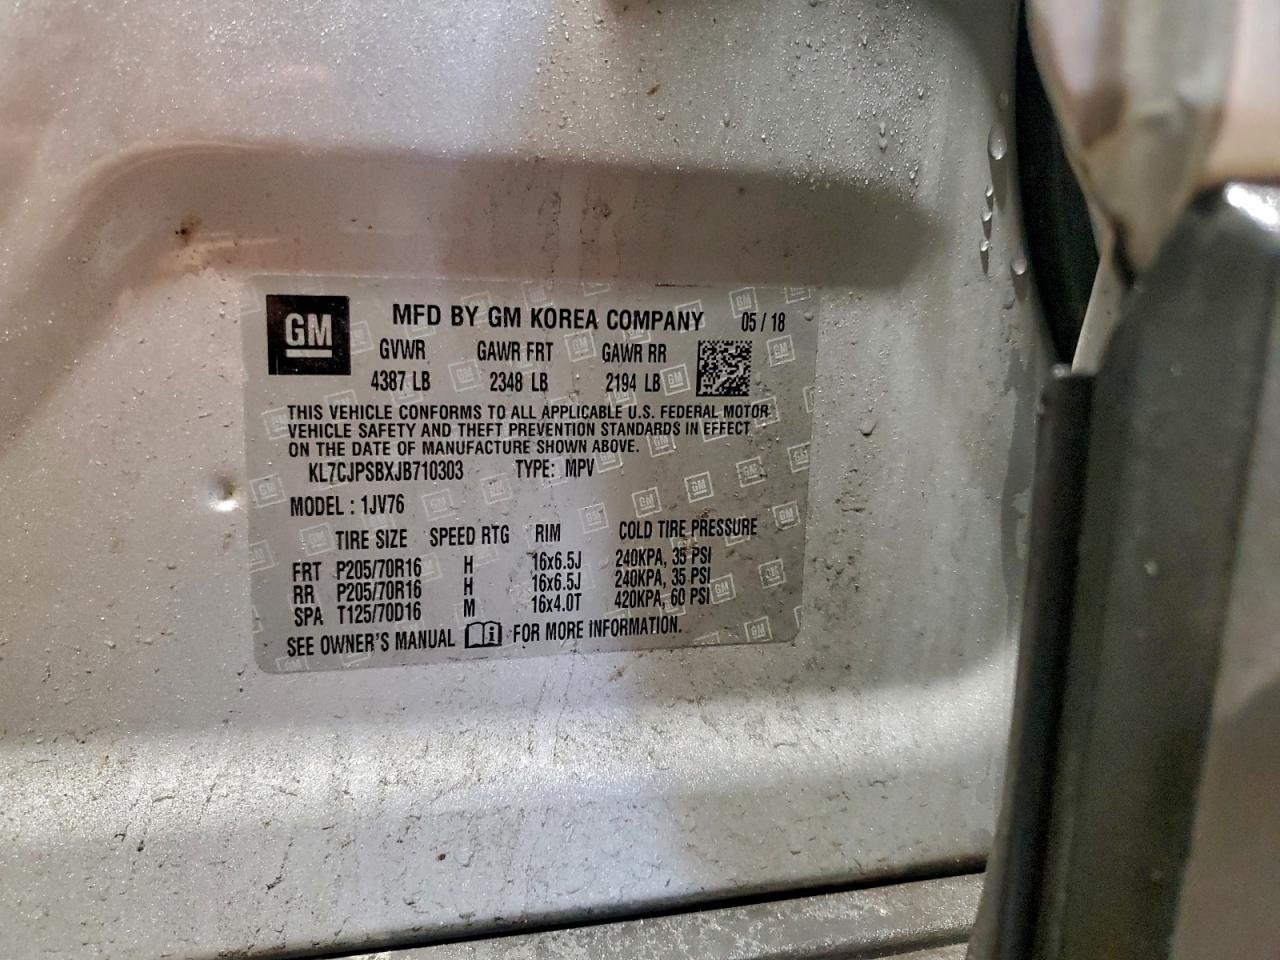 GM MFD BY GM KOREA COMPANY 05/18
GVWR GAWR FRT GAWR RR
4387 LB 2348 LB 2194 LB
THIS VEHICLE CONFORMS TO ALL APPLICABLE U.S. FEDERAL MOTOR
VEHICLE SAFETY AND THEFT PREVENTION STANDARDS IN EFFECT
ON THE DATE OF MANUFACTURE SHOWN ABOVE.
KL7CJPSBXJB710303 TYPE: MPV
MODEL : 1JV76
TIRE SIZE SPEED RTG RIM COLD TIRE PRESSURE
FRT P205/70R16 H 16x6.5J 240KPA, 35 PSI
RR P205/70R16 H 16x6.5J 240KPA, 35 PSI
SPA T125/70D16 M 16x4.0T 420KPA, 60 PSI
SEE OWNER'S MANUAL FOR MORE INFORMATION.